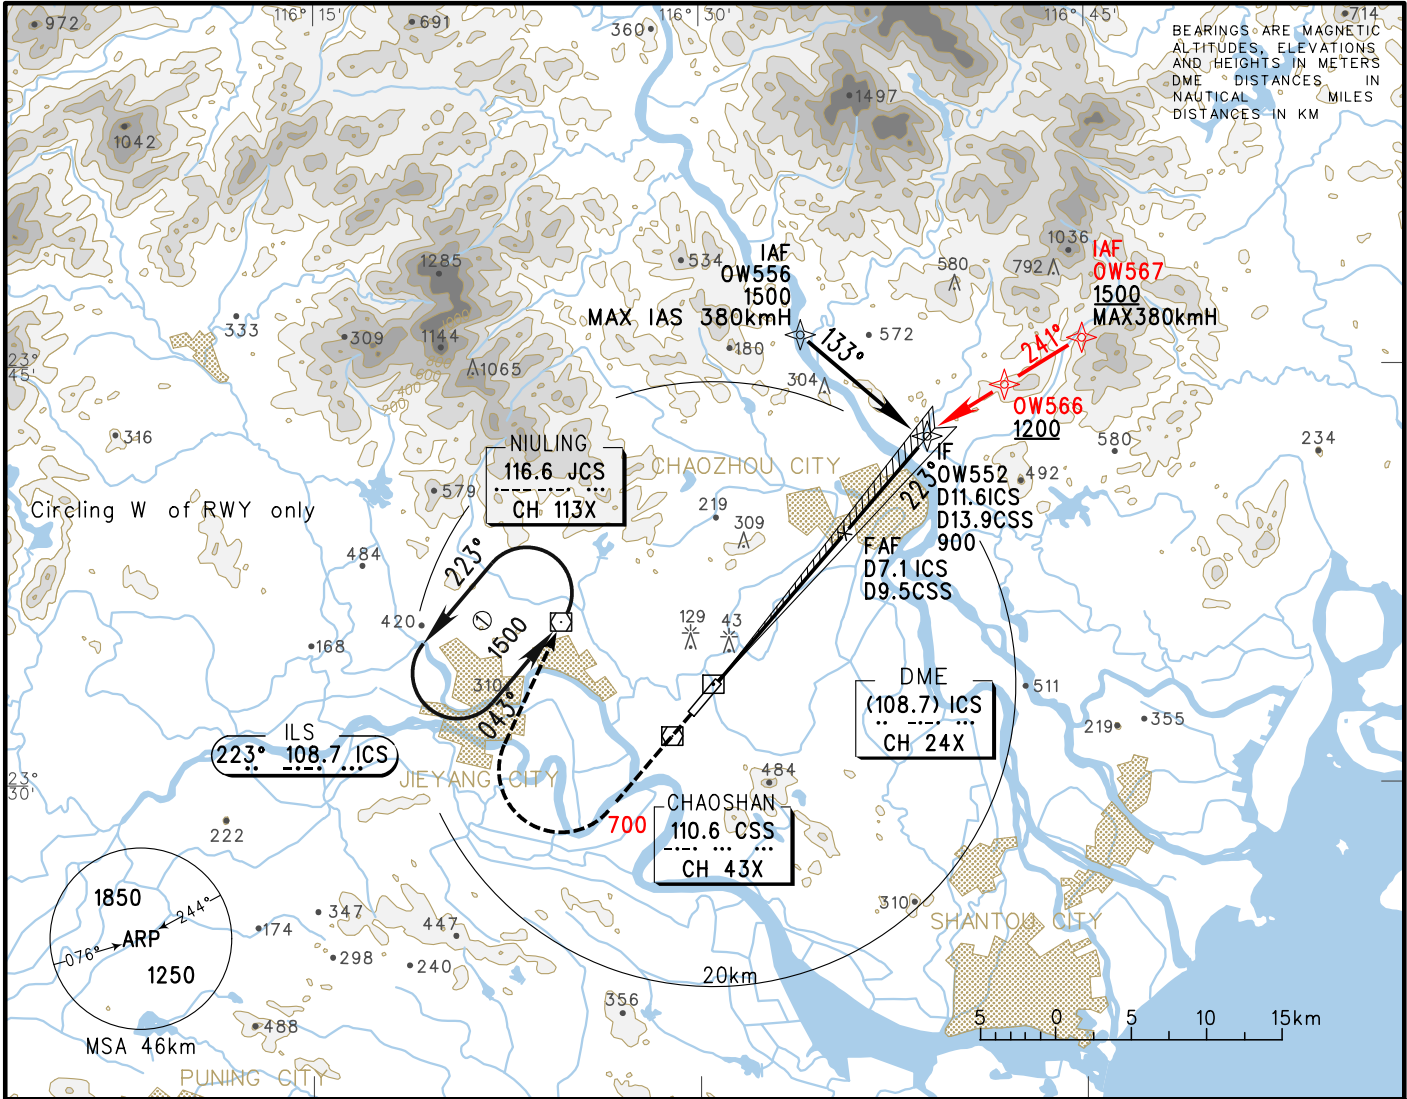 116° 15'
116° 30'
116° 45'
972
691
360
714
BEARINGS ARE MAGNETIC
ALTITUDES, ELEVATIONS
AND HEIGHTS IN METERS
DME DISTANCES IN
NAUTICAL MILES
DISTANCES IN KM
1497
1042
1036
IAF
OW567
1500
MAX380kmH
792
580
534
IAF
OW556
1500
MAX IAS 380kmH
1285
333
309
1144
1065
600
400
200
180
572
133°
241°
304
OW566
1200
23°
45'
316
580
234
492
NIULING
116.6 JCS
CH 113X
CHAOZHOU CITY
223°
IF
OW552
D11.6ICS
D13.9CSS
900
579
Circling W of RWY only
219
309
FAF
D7.1 ICS
D9.5CSS
484
223°
420
168
1
1500
129
43
310
043°
DME
(108.7) ICS
CH 24X
511
219
355
ILS
223° 108.7 ICS
JIEYANG CITY
23°
30'
484
CHAOSHAN
110.6 CSS
CH 43X
700
222
1850
244°
ARP
076°
1250
MSA 46km
347
174
447
298
240
310
SHANTOU CITY
20km
356
488
PUNING CITY
5 0 5 10 15km